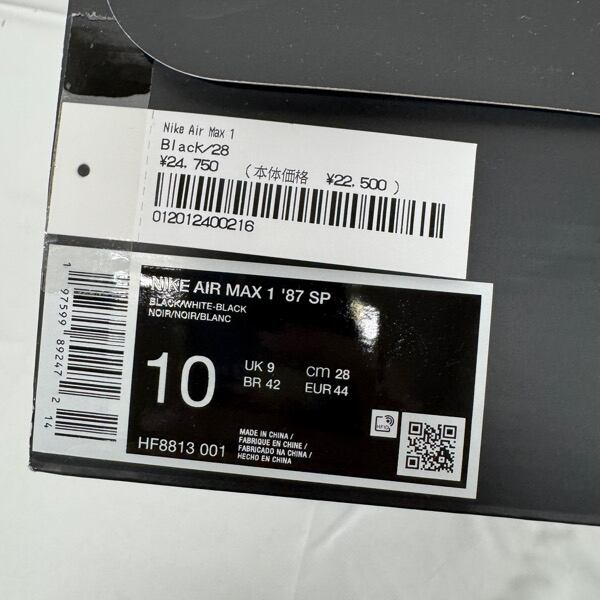 Nike Air Max 1
Black/28
¥24,750 (本体価格 ¥22,500)
012012400216
NIKE AIR MAX 1 '87 SP
BLACK/WHITE-BLACK
NOIR/NOIR/BLANC
10
UK 9 cm 28
BR 42 EUR 44
HF8813 001
MADE IN CHINA /
FABRIQUE EN CHINE /
FABRICADO NA CHINA /
HECHO EN CHINA
1 97599 89247 2 14